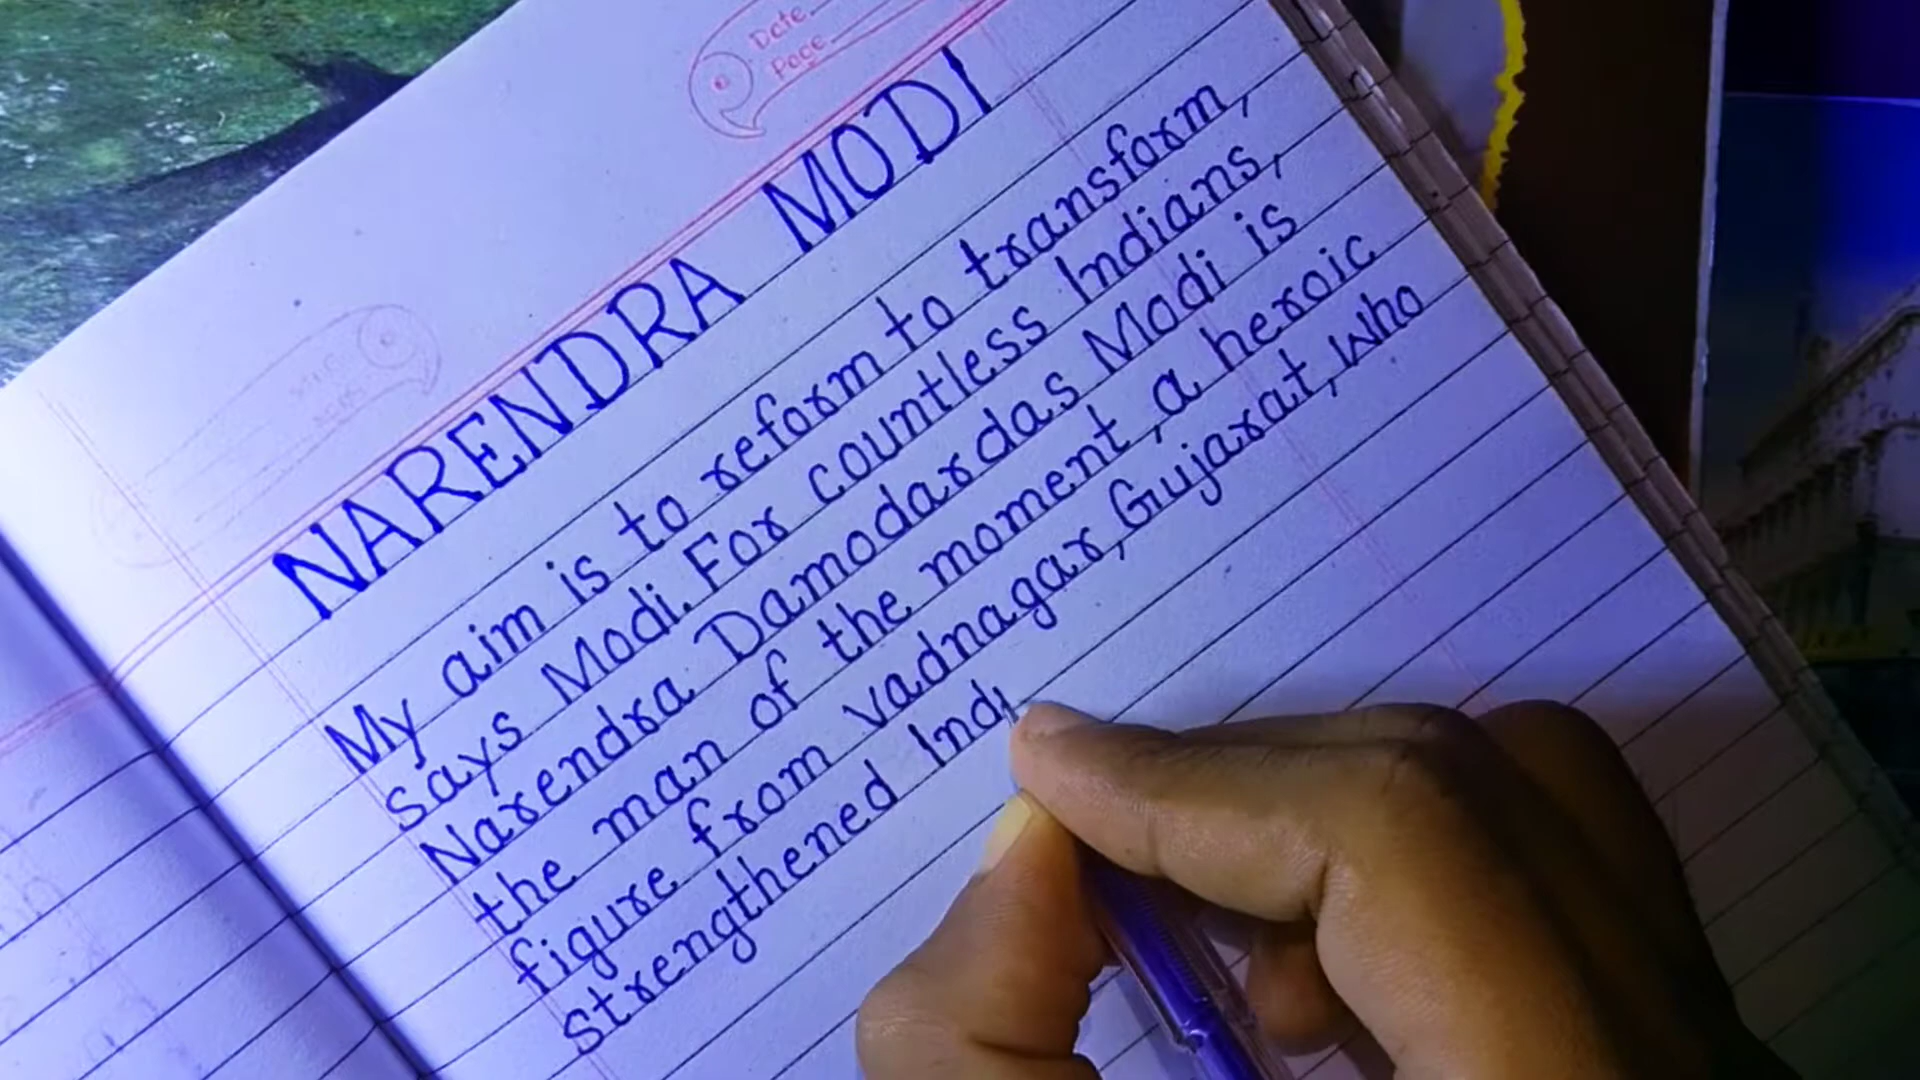 Date
Page
NARENDRA MODI
My aim is to reform to transform,
says Modi. For countless Indians,
Narendra Damodardas Modi is
the man of the moment, a heroic
figure from vadnagar, Gujarat, who
strengthened Indi